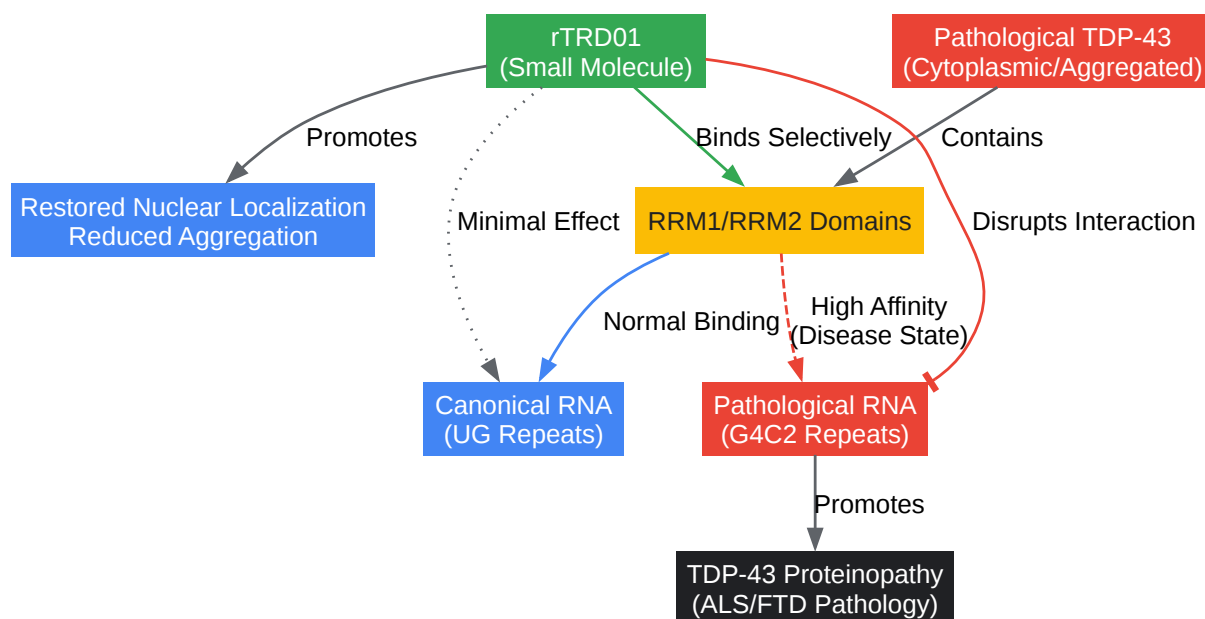 rTRD01
(Small Molecule)
Pathological TDP-43
(Cytoplasmic/Aggregated)
Promotes
Binds Selectively
Contains
Restored Nuclear Localization
Reduced Aggregation
Minimal Effect
RRM1/RRM2 Domains
Disrupts Interaction
Normal Binding
High Affinity
(Disease State)
Canonical RNA
(UG Repeats)
Pathological RNA
(G4C2 Repeats)
Promotes
TDP-43 Proteinopathy
(ALS/FTD Pathology)